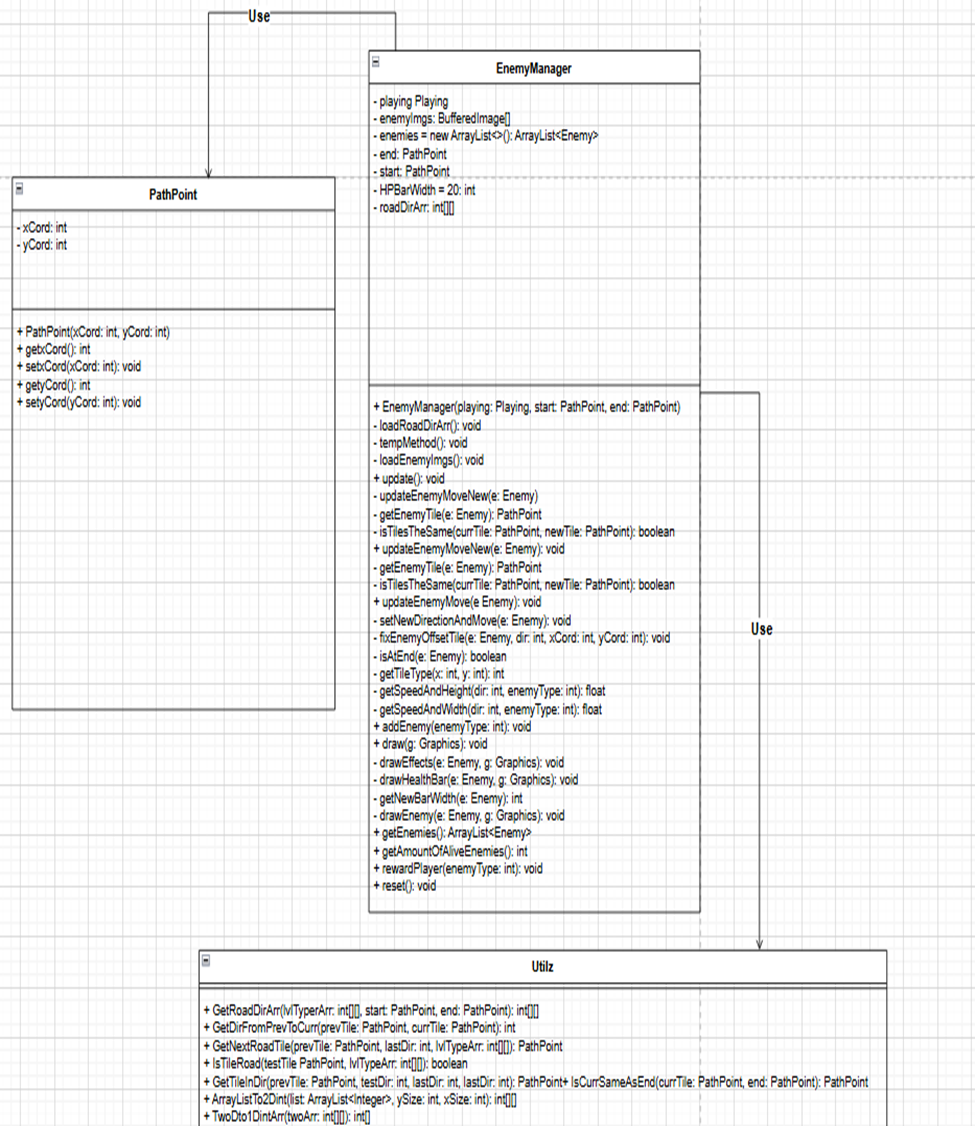 Use
EnemyManager
- playing Playing
- enemyImgs: BufferedImage[]
- enemies = new ArrayList<>(): ArrayList<Enemy>
- end: PathPoint
- start: PathPoint
- HPBarWidth = 20: int
- roadDirArr: int[][]
PathPoint
- xCord: int
- yCord: int
+ PathPoint(xCord: int, yCord: int)
+ getxCord(): int
+ setxCord(xCord: int): void
+ getyCord(): int
+ setyCord(yCord: int): void
+ EnemyManager(playing: Playing, start: PathPoint, end: PathPoint)
- loadRoadDirArr(): void
- tempMethod(): void
- loadEnemyImgs(): void
+ update(): void
- updateEnemyMoveNew(e: Enemy)
- getEnemyTile(e: Enemy): PathPoint
- isTilesTheSame(currTile: PathPoint, newTile: PathPoint): boolean
+ updateEnemyMoveNew(e: Enemy): void
- getEnemyTile(e: Enemy): PathPoint
- isTilesTheSame(currTile: PathPoint, newTile: PathPoint): boolean
+ updateEnemyMove(e Enemy): void
- setNewDirectionAndMove(e: Enemy): void
- fixEnemyOffsetTile(e: Enemy, dir: int, xCord: int, yCord: int): void
- isAtEnd(e: Enemy): boolean
- getTileType(x: int, y: int): int
- getSpeedAndHeight(dir: int, enemyType: int): float
- getSpeedAndWidth(dir: int, enemyType: int): float
+ addEnemy(enemyType: int): void
+ draw(g: Graphics): void
- drawEffects(e: Enemy, g: Graphics): void
- drawHealthBar(e: Enemy, g: Graphics): void
- getNewBarWidth(e: Enemy): int
- drawEnemy(e: Enemy, g: Graphics): void
+ getEnemies(): ArrayList<Enemy>
+ getAmountOfAliveEnemies(): int
+ rewardPlayer(enemyType: int): void
+ reset(): void
Use
Utilz
+ GetRoadDirArr(lvlTyperArr: int[][], start: PathPoint, end: PathPoint): int[][]
+ GetDirFromPrevToCurr(prevTile: PathPoint, currTile: PathPoint): int
+ GetNextRoadTile(prevTile: PathPoint, lastDir: int, lvlTypeArr: int[][]): PathPoint
+ IsTileRoad(testTile PathPoint, lvlTypeArr: int[][]): boolean
+ GetTileInDir(prevTile: PathPoint, testDir: int, lastDir: int, lastDir: int): PathPoint+ IsCurrSameAsEnd(currTile: PathPoint, end: PathPoint): PathPoint
+ ArrayListTo2Dint(list: ArrayList<Integer>, ySize: int, xSize: int): int[][]
+ TwoDto1DintArr(twoArr: int[][]): int[]